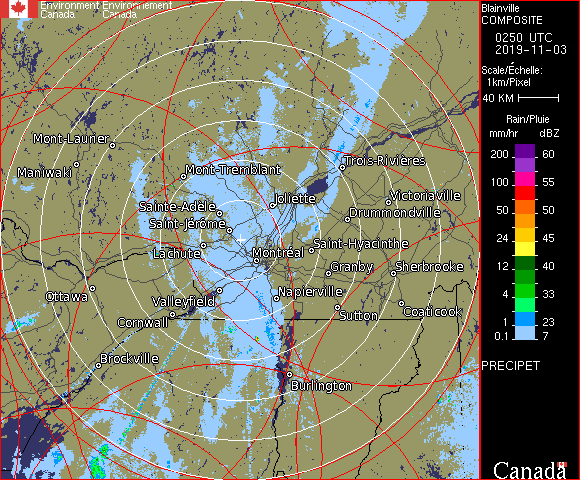 Environment Environnement
Canada Canada
Blainville
COMPOSITE
0250 UTC
2019-11-03
Scale/Échelle:
1km/Pixel
40 KM
Rain/Pluie
mm/hr dBZ
200 60
100 55
50 50
24 45
12 40
4 33
1 23
0.1 7
PRECIPET
Canada
Mont-Laurier
Maniwaki
Mont-Tremblant
Trois-Rivières
Joliette
Victoriaville
Sainte-Adèle
Drummondville
Saint-Jérôme
Lachute
Saint-Hyacinthe
Montréal
Granby
Sherbrooke
Ottawa
Valleyfield
Napierville
Cornwall
Sutton
Coaticook
Brockville
Burlington